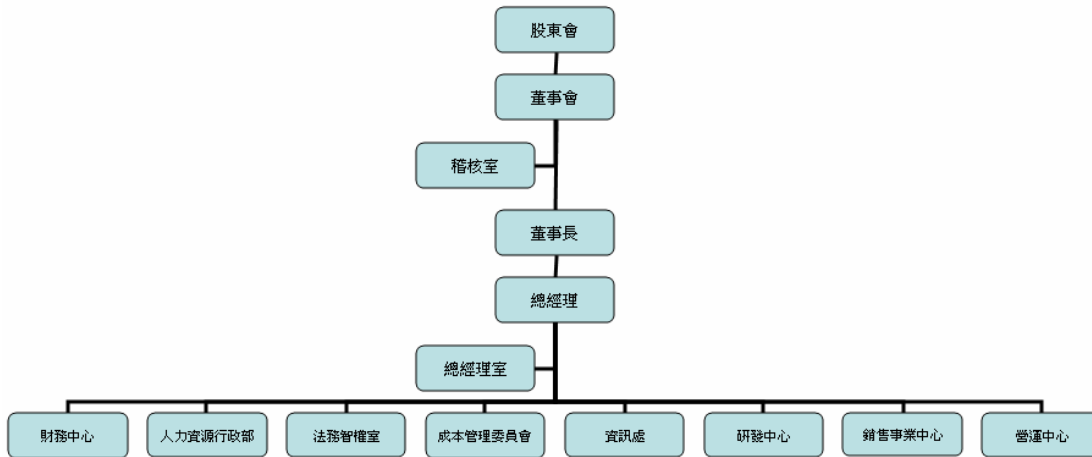 股東會
董事會
稽核室
董事長
總經理
總經理室
財務中心
人力資源行政部
法務智權室
成本管理委員會
資訊處
研發中心
銷售事業中心
營運中心